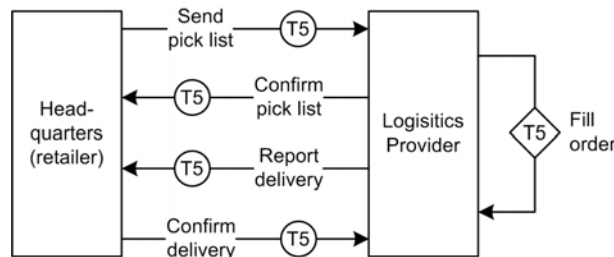 Send
pick list
T5
Confirm
pick list
T5
Head-
quarters
(retailer)
Logisitics
Provider
T5
Fill
order
Report
delivery
T5
Confirm
delivery
T5